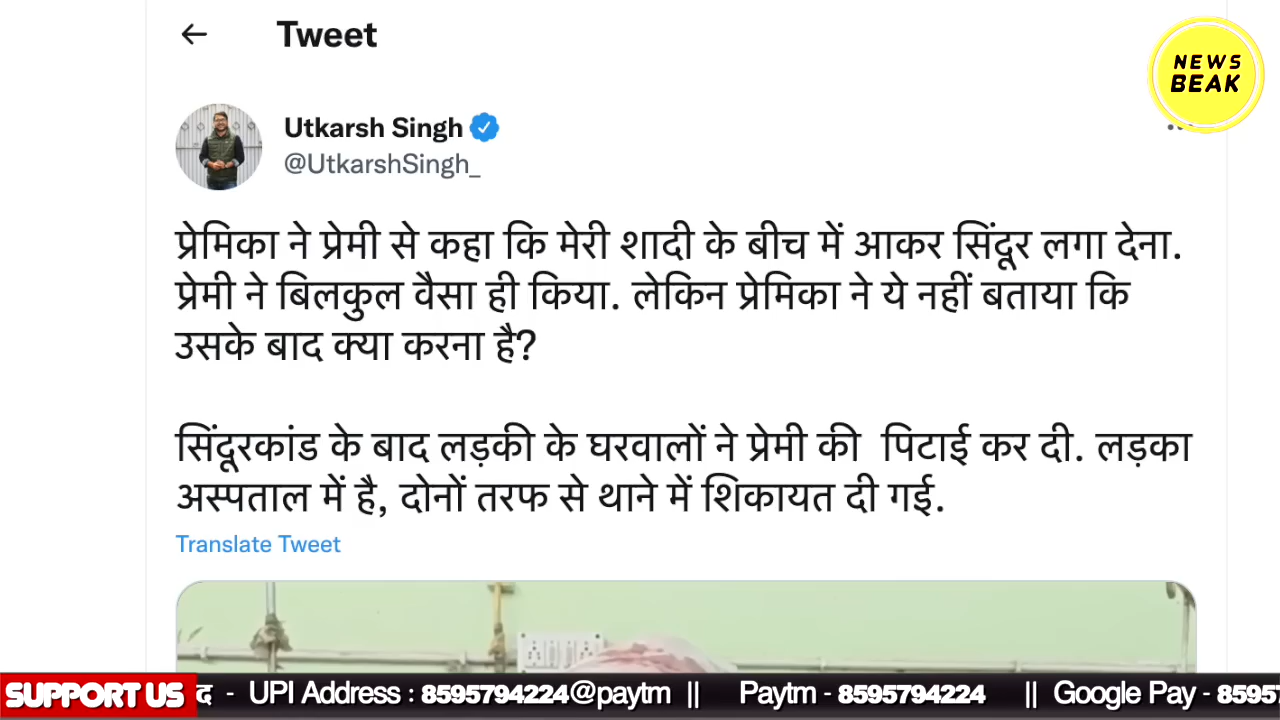 Tweet
NEWS
BEAK
Utkarsh Singh
@UtkarshSingh_
प्रेमिका ने प्रेमी से कहा कि मेरी शादी के बीच में आकर सिंदूर लगा देना.
प्रेमी ने बिलकुल वैसा ही किया. लेकिन प्रेमिका ने ये नहीं बताया कि
उसके बाद क्या करना है?
सिंदूरकांड के बाद लड़की के घरवालों ने प्रेमी की पिटाई कर दी. लड़का
अस्पताल में है, दोनों तरफ से थाने में शिकायत दी गई.
Translate Tweet
SUPPORT US द - UPI Address : 8595794224@paytm || Paytm - 8595794224 || Google Pay - 8595